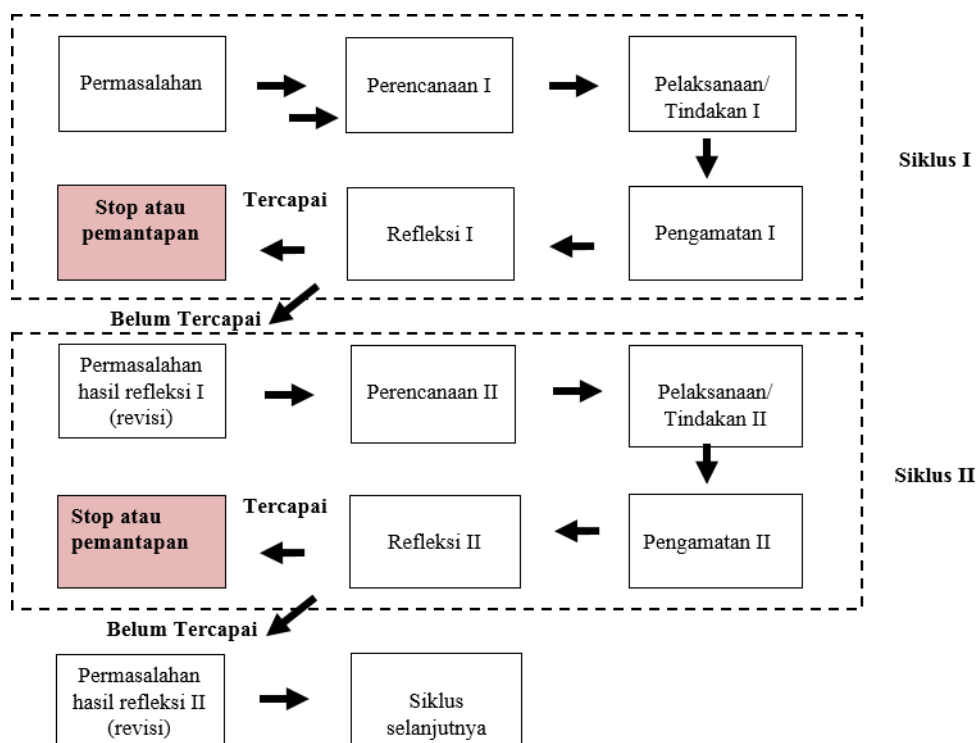 Permasalahan
Perencanaan I
Pelaksanaan/
Tindakan I
Siklus I
Stop atau
pemantapan
Tercapai
Refleksi I
Pengamatan I
Belum Tercapai
Permasalahan
hasil refleksi I
(revisi)
Perencanaan II
Pelaksanaan/
Tindakan II
Siklus II
Stop atau
pemantapan
Tercapai
Refleksi II
Pengamatan II
Belum Tercapai
Permasalahan
hasil refleksi II
(revisi)
Siklus
selanjutnya